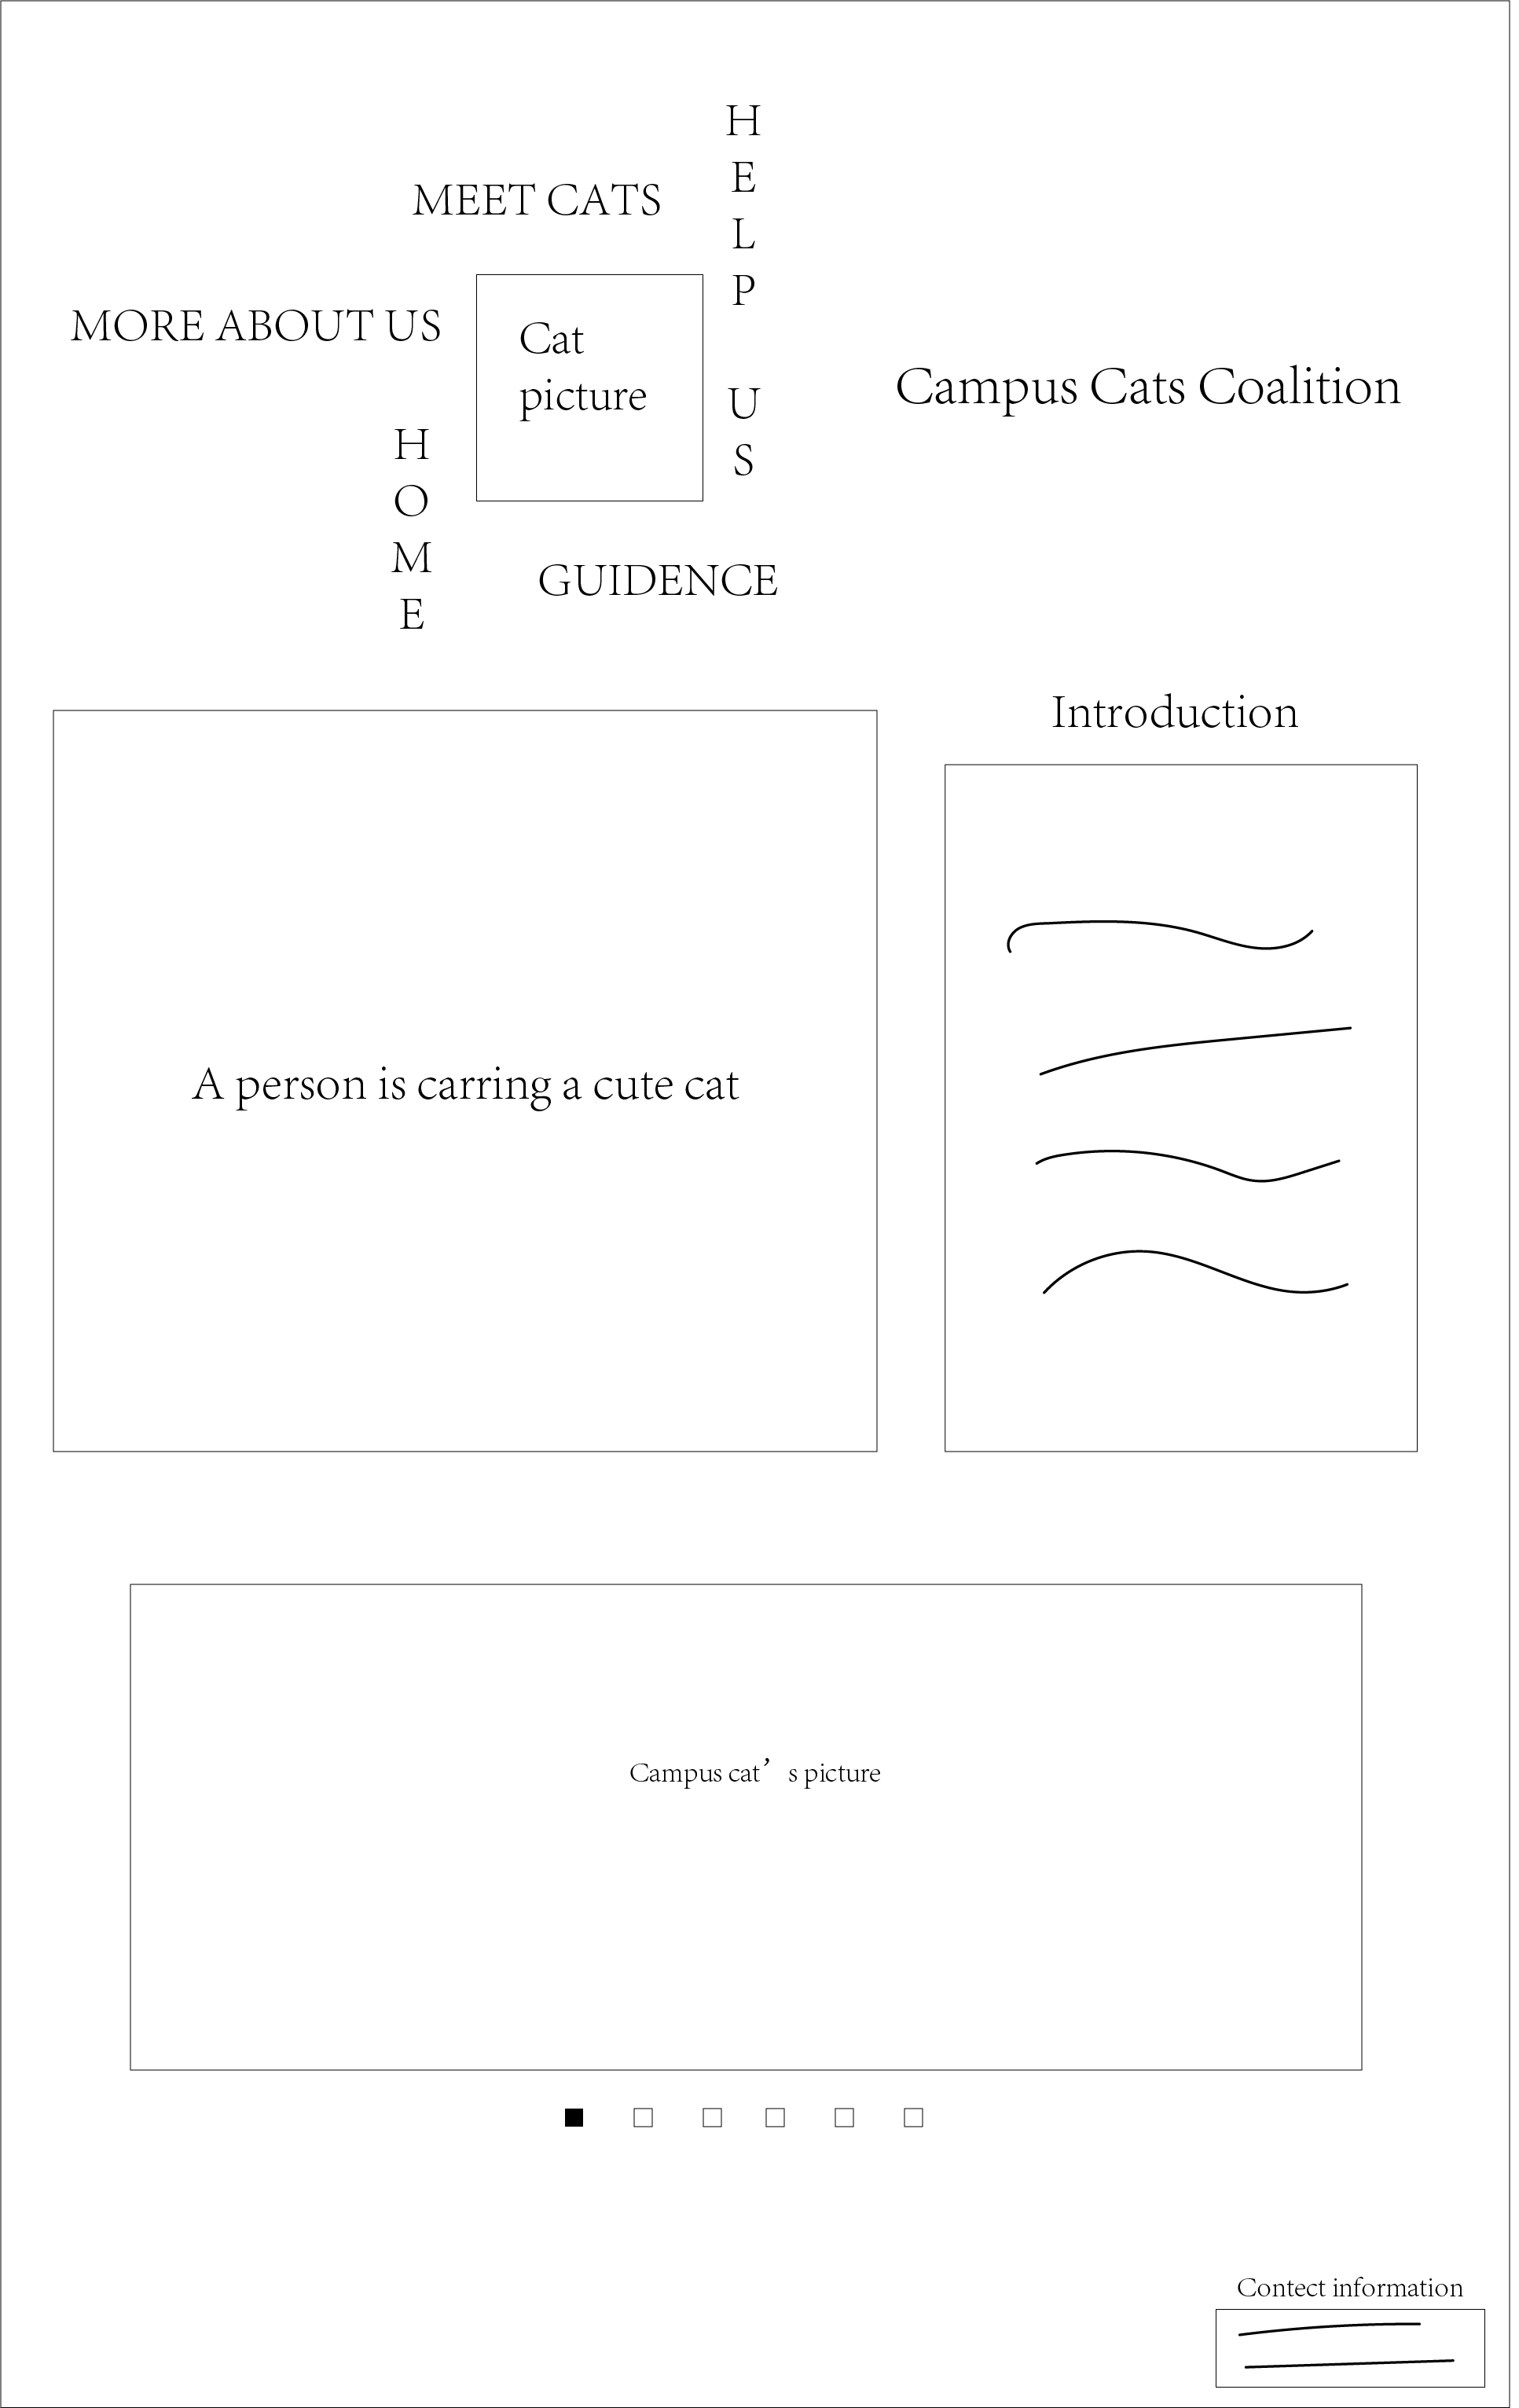 HELP US
MEET CATS
MORE ABOUT US
Cat
picture
Campus Cats Coalition
HOME
GUIDENCE
Introduction
A person is carring a cute cat
Campus cat’s picture
Contect information